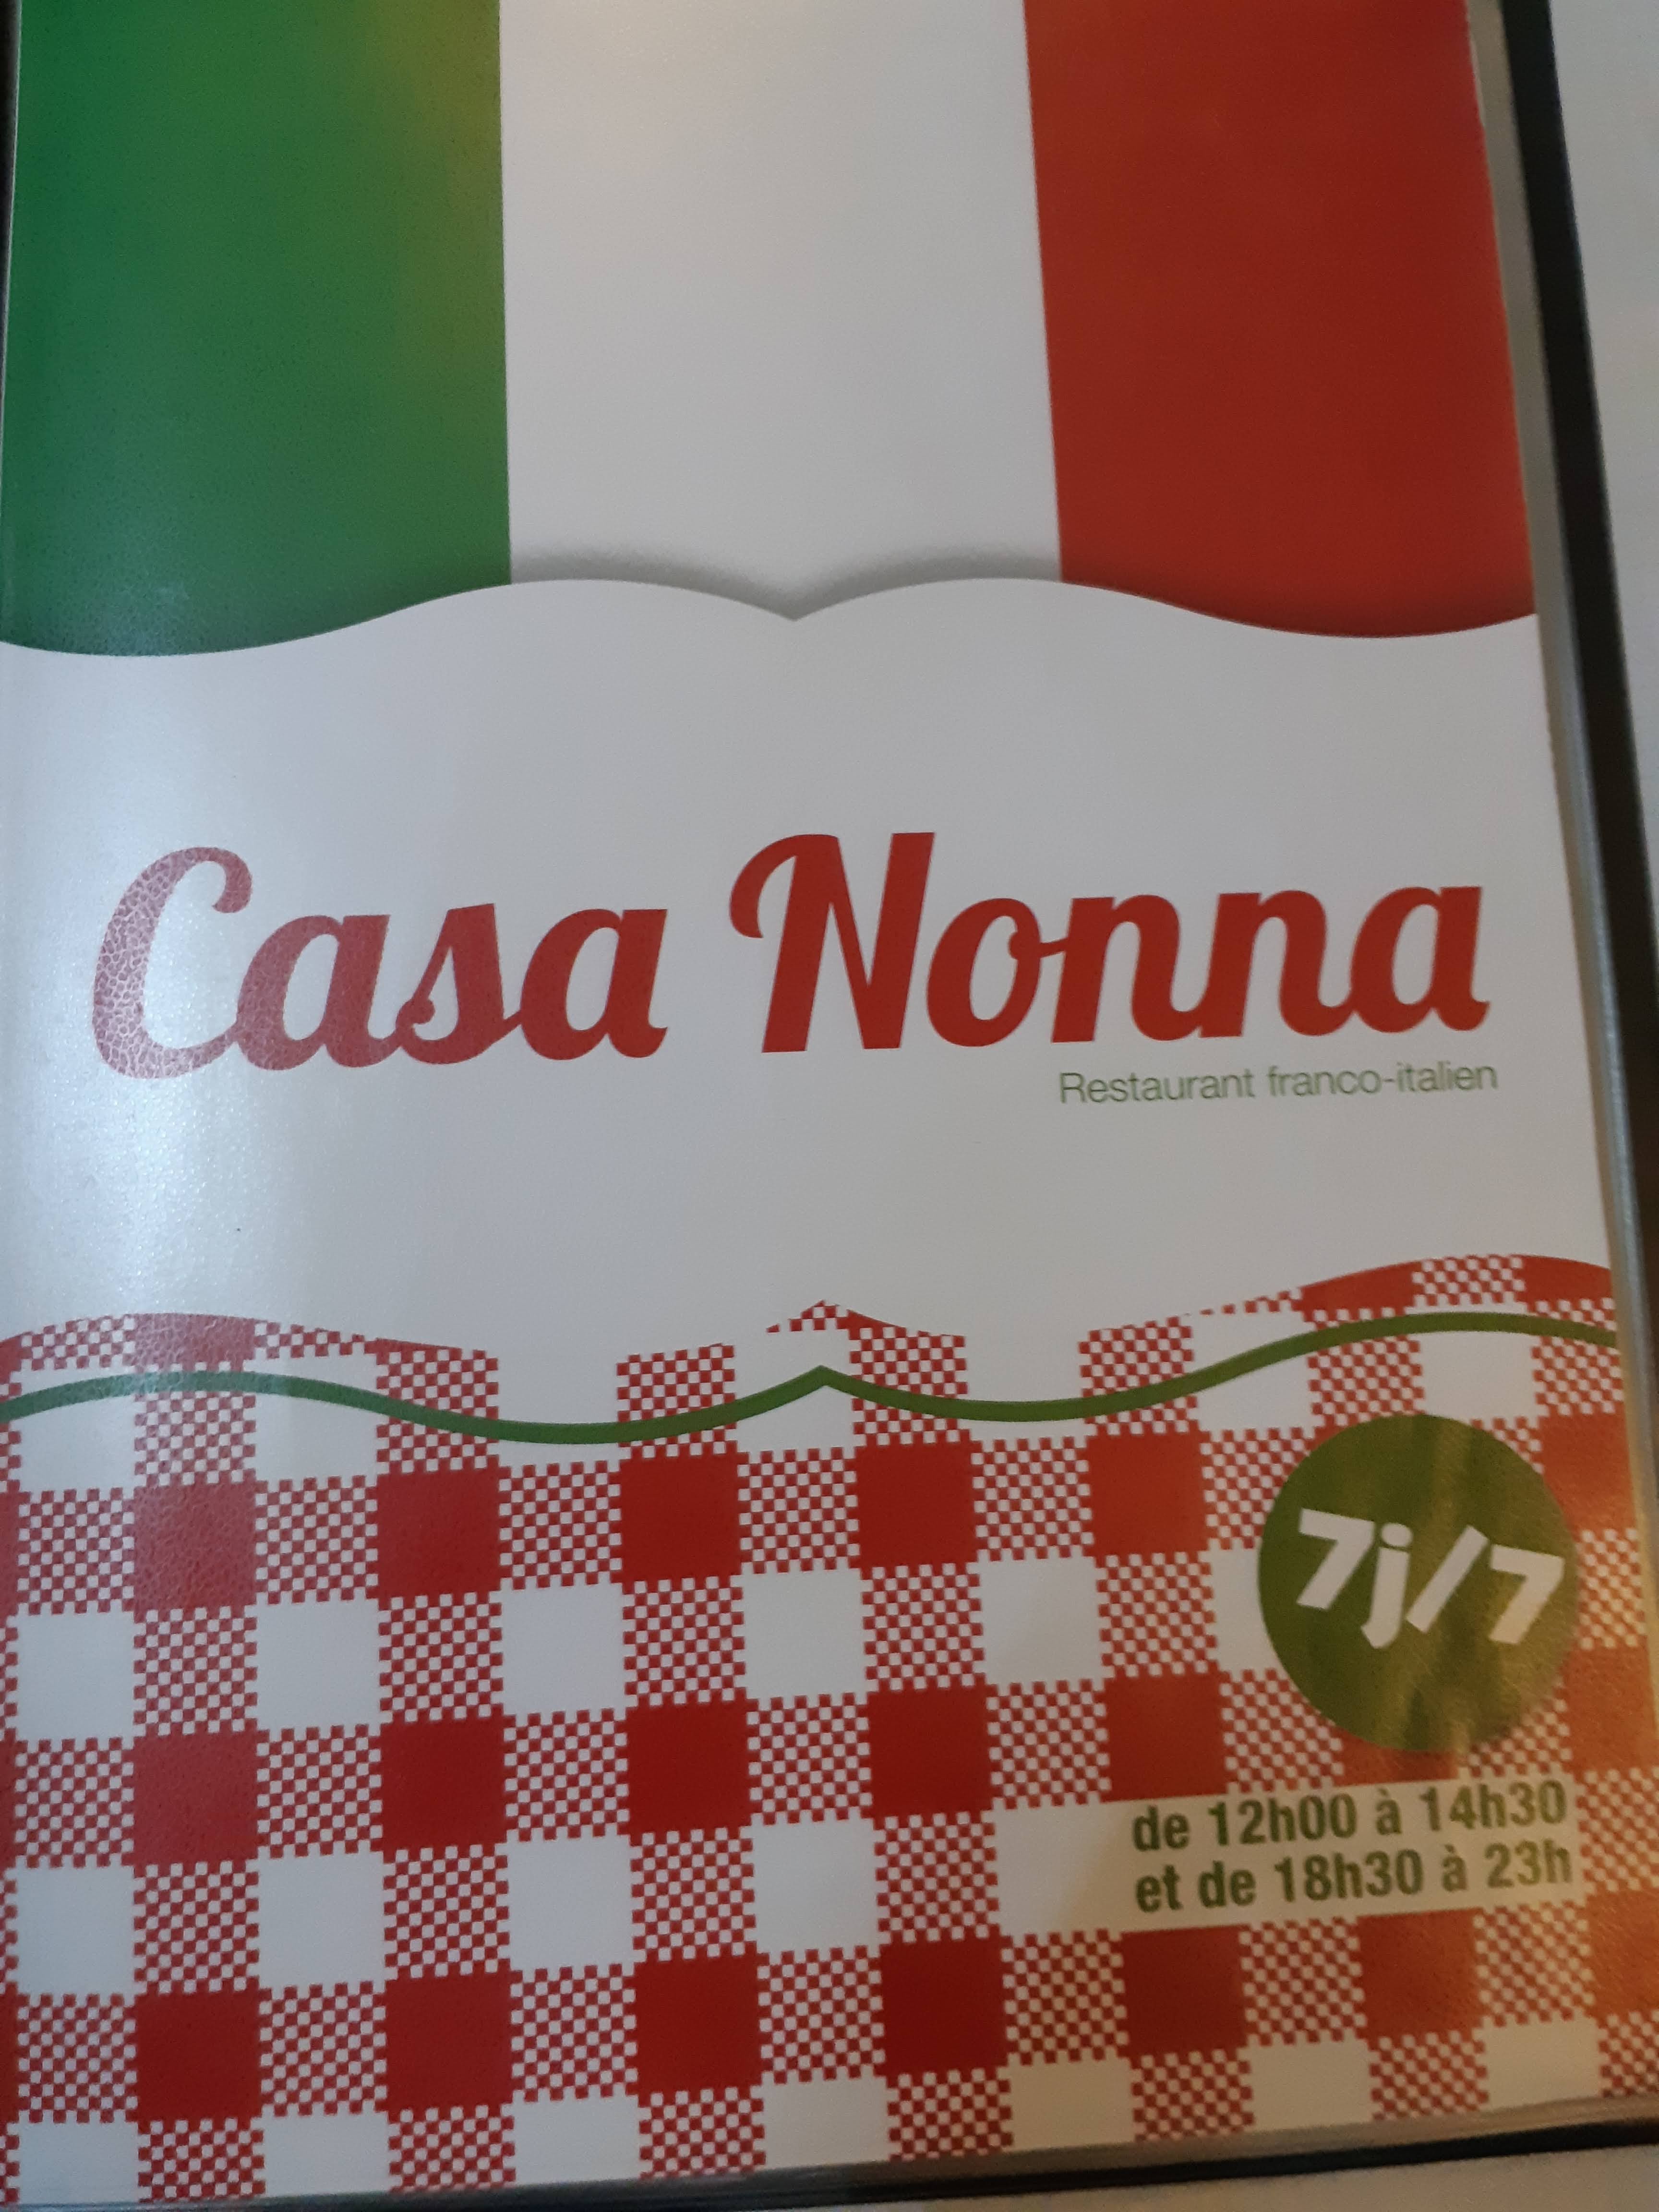 Casa Nonna
Restaurant franco-italien
7j/7
de 12h00 à 14h30
et de 18h30 à 23h